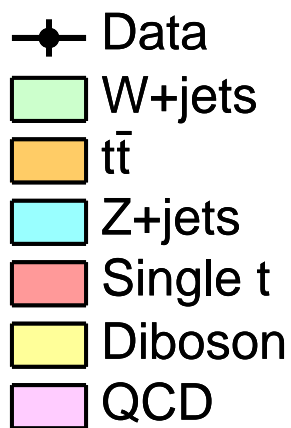 Data
W+jets
tt̄
Z+jets
Single t
Diboson
QCD